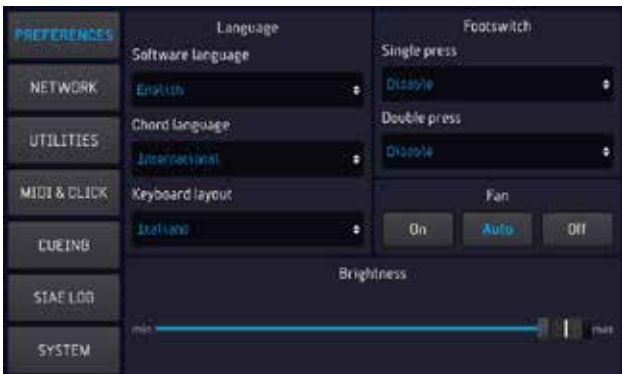 PREFERENCES
NETWORK
UTILITIES
MIDI & CLICK
CUEING
SIAE LOG
SYSTEM
Language
Software language
English
Chord language
International
Keyboard layout
Italiano
Footswitch
Single press
Disable
Double press
Disable
Fan
On Auto Off
Brightness
min max